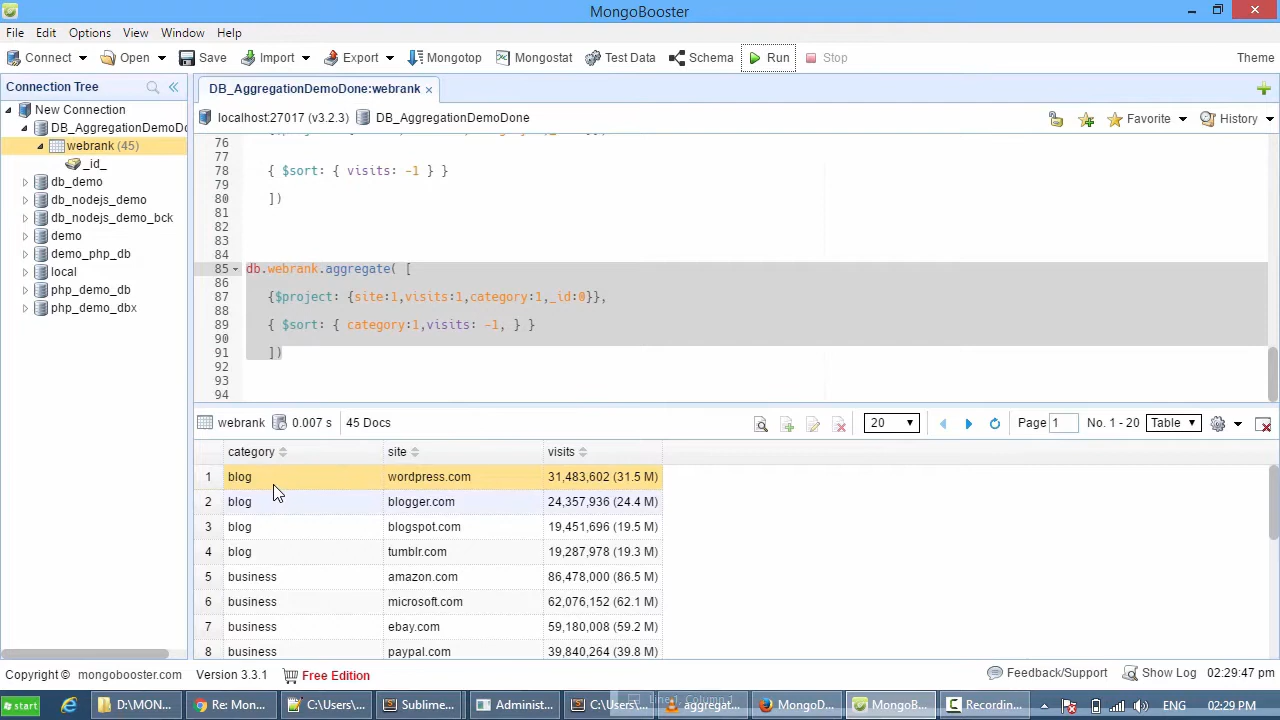 MongoBooster
File Edit Options View Window Help
Connect Open Save Import Export Mongotop Mongostat Test Data Schema Run Stop Theme
Connection Tree
DB_AggregationDemoDone:webrank ×
New Connection
localhost:27017 (v3.2.3) DB_AggregationDemoDone Favorite History
DB_AggregationDemoDo
webrank (45)
_id_
db_demo
db_nodejs_demo
db_nodejs_demo_bck
demo
demo_php_db
local
php_demo_db
php_demo_dbx
76
77
78 { $sort: { visits: -1 } }
79
80 ])
81
82
83
84
85 db.webrank.aggregate( [
86
87 {$project: {site:1,visits:1,category:1,_id:0}},
88
89 { $sort: { category:1,visits: -1, } }
90
91 ])
92
93
94
webrank 0.007 s 45 Docs 20 Page 1 No. 1 - 20 Table
category site visits
1 blog wordpress.com 31,483,602 (31.5 M)
2 blog blogger.com 24,357,936 (24.4 M)
3 blog blogspot.com 19,451,696 (19.5 M)
4 blog tumblr.com 19,287,978 (19.3 M)
5 business amazon.com 86,478,000 (86.5 M)
6 business microsoft.com 62,076,152 (62.1 M)
7 business ebay.com 59,180,008 (59.2 M)
8 business paypal.com 39,840,264 (39.8 M)
Copyright © mongobooster.com Version 3.3.1 Free Edition Feedback/Support Show Log 02:29:47 pm
start D:\MON... Re: Mon... C:\Users\... Sublime... Administ... C:\Users\... aggregat... MongoD... MongoB... Recordin... ENG 02:29 PM